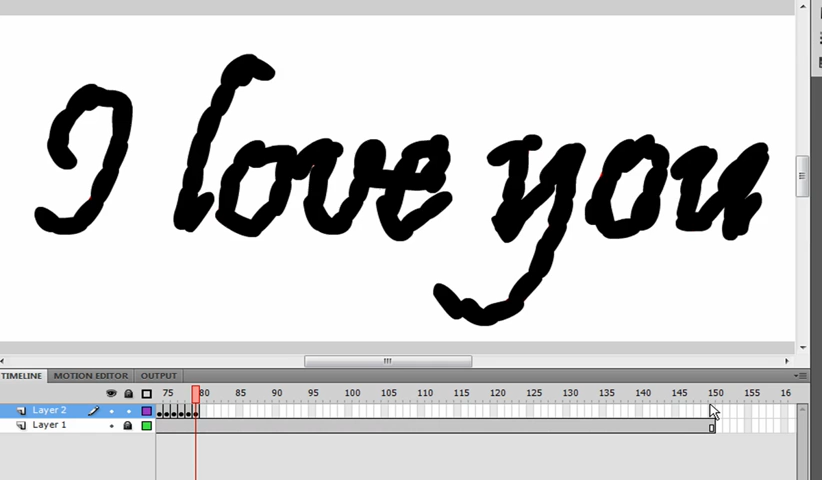 I love you
TIMELINE MOTION EDITOR OUTPUT
75 80 85 90 95 100 105 110 115 120 125 130 135 140 145 150 155 16
Layer 2
Layer 1